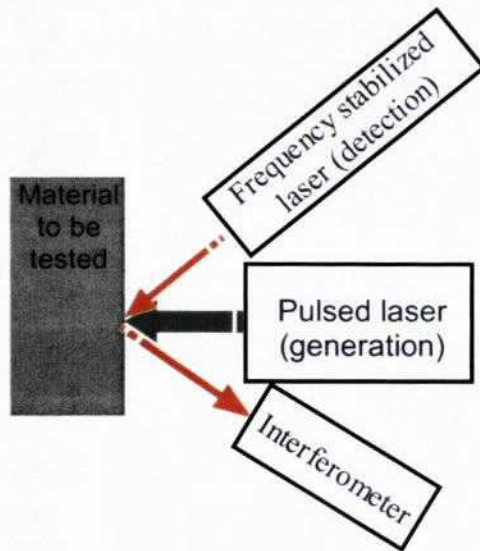 Frequency stabilized
laser (detection)
Material
to be
tested
Pulsed laser
(generation)
Interferometer